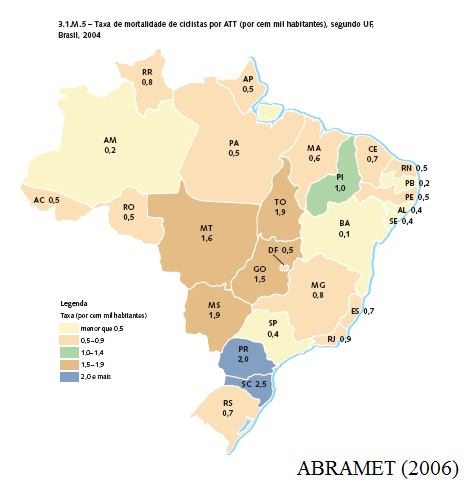 3.1.M.5 – Taxa de mortalidade de ciclistas por ATT (por cem mil habitantes), segundo UF,
Brasil, 2004
RR
0,8
AP
0,5
AM
0,2
PA
0,5
MA
0,6
CE
0,7
RN 0,5
PB 0,2
PE 0,5
AL 0,4
SE 0,4
PI
1,0
AC 0,5
RO
0,5
TO
1,9
BA
0,1
MT
1,6
DF 0,5
GO
1,5
MG
0,8
MS
1,9
ES 0,7
SP
0,4
RJ 0,9
PR
2,0
SC 2,5
RS
0,7
Legenda
Taxa (por cem mil habitantes)
menor que 0,5
0,5–0,9
1,0–1,4
1,5–1,9
2,0 e mais
ABRAMET (2006)